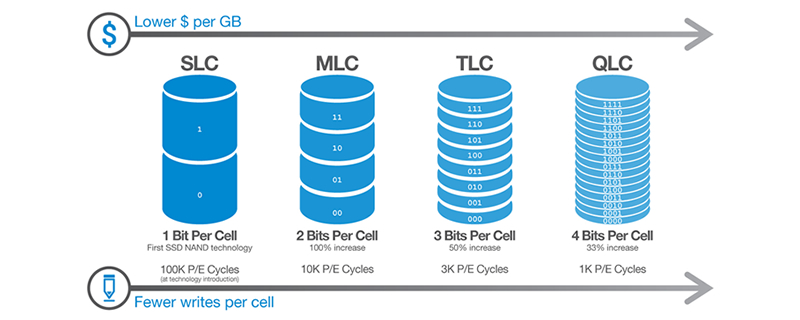 $
Lower $ per GB
SLC
MLC
TLC
QLC
1
0
11
10
01
00
111
110
101
100
011
010
001
000
1111
1110
1101
1100
1011
1010
1001
1000
0111
0110
0101
0100
0011
0010
0000
0000
1 Bit Per Cell
First SSD NAND technology
100K P/E Cycles
(at technology introduction)
2 Bits Per Cell
100% increase
10K P/E Cycles
3 Bits Per Cell
50% increase
3K P/E Cycles
4 Bits Per Cell
33% increase
1K P/E Cycles
Fewer writes per cell